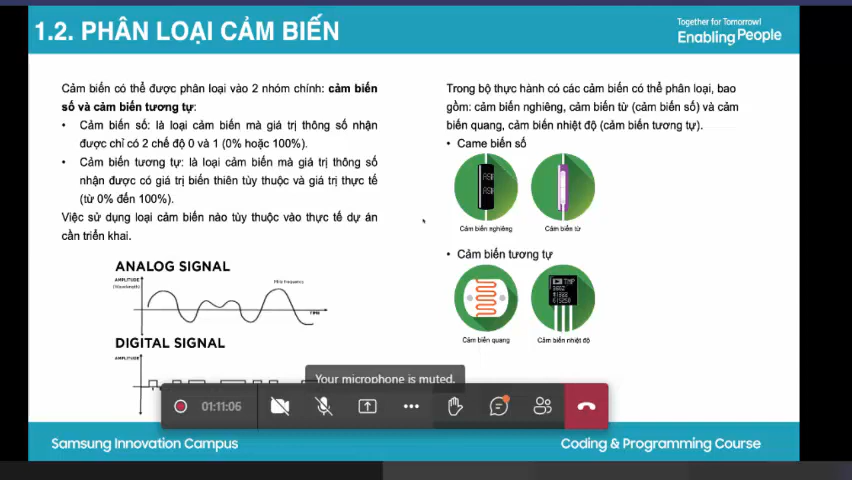 1.2. PHÂN LOẠI CẢM BIẾN
Together for Tomorrow!
Enabling People
Cảm biến có thể được phân loại vào 2 nhóm chính: cảm biến
số và cảm biến tương tự:
• Cảm biến số: là loại cảm biến mà giá trị thông số nhận
được chỉ có 2 chế độ 0 và 1 (0% hoặc 100%).
• Cảm biến tương tự: là loại cảm biến mà giá trị thông số
nhận được có giá trị biến thiên tùy thuộc và giá trị thực tế
(từ 0% đến 100%).
Việc sử dụng loại cảm biến nào tùy thuộc vào thực tế dự án
cần triển khai.
ANALOG SIGNAL
AMPLITUDE
(Wavelength)
Frequency
TIME
DIGITAL SIGNAL
AMPLITUDE
Trong bộ thực hành có các cảm biến có thể phân loại, bao
gồm: cảm biến nghiêng, cảm biến từ (cảm biến số) và cảm
biến quang, cảm biến nhiệt độ (cảm biến tương tự).
• Came biến số
Cảm biến nghiêng
Cảm biến từ
• Cảm biến tương tự
TMP
Cảm biến quang
Cảm biến nhiệt độ
Your microphone is muted.
01:11:06
Samsung Innovation Campus
Coding & Programming Course